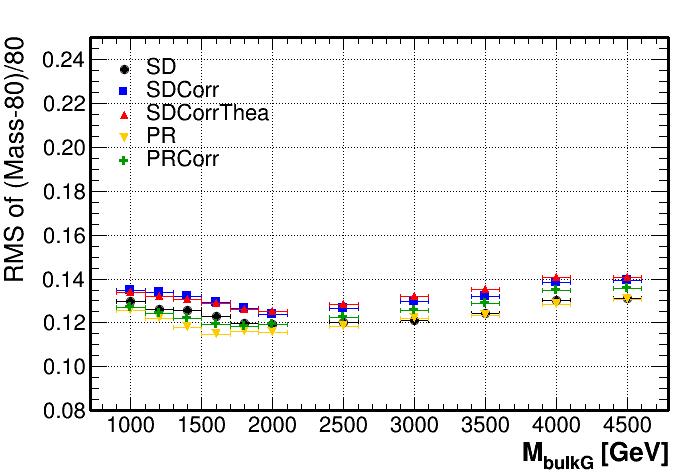 RMS of (Mass-80)/80
0.24
0.22
0.20
0.18
0.16
0.14
0.12
0.10
0.08
SD
SDCorr
SDCorrThea
PR
PRCorr
1000 1500 2000 2500 3000 3500 4000 4500
M_bulkG [GeV]